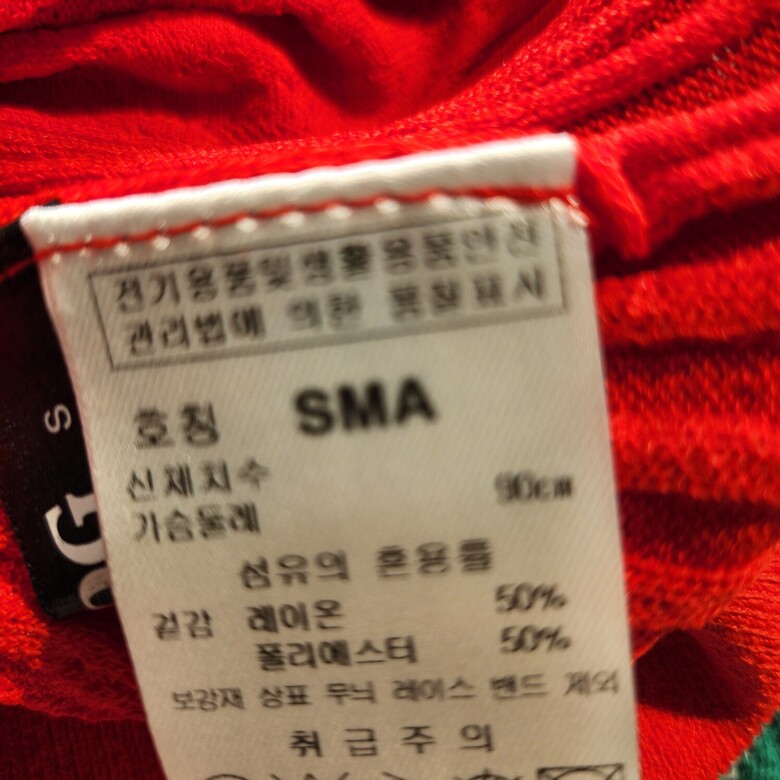 전기용품및생활용품안전
관리법에 의한 품질표시
호칭 SMA
신체치수 90cm
가슴둘레
섬유의 혼용률
겉감 레이온 50%
폴리에스터 50%
보강재 상표 무늬 레이스 밴드 제외
취급주의
S